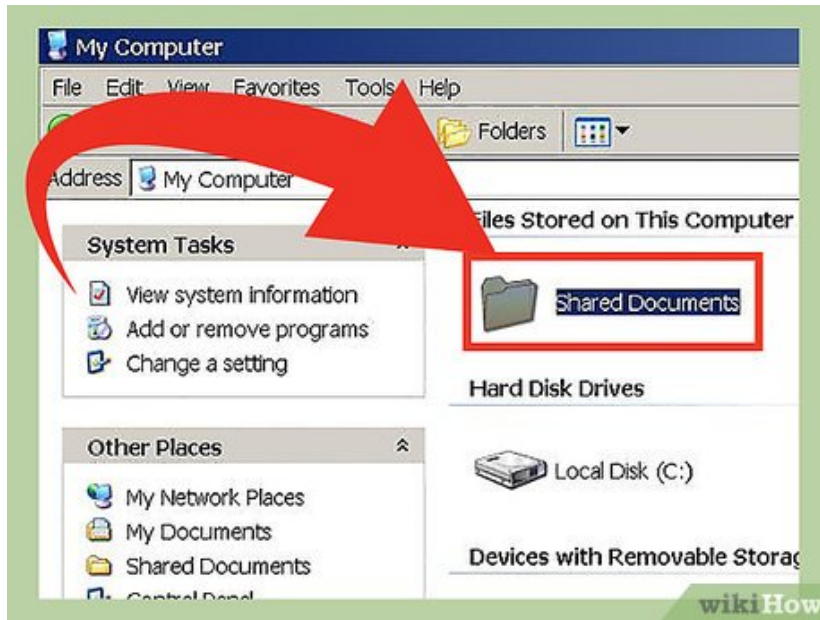 My Computer
File Edit View Favorites Tools Help
Folders
Address My Computer
Files Stored on This Computer
System Tasks
Shared Documents
View system information
Add or remove programs
Change a setting
Hard Disk Drives
Other Places
Local Disk (C:)
My Network Places
My Documents
Shared Documents
Devices with Removable Storag
Control Panel
wikiHow